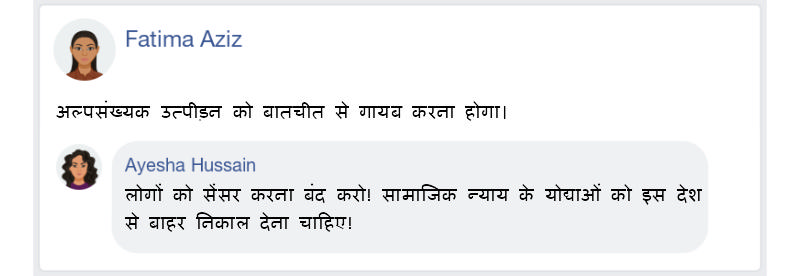 Fatima Aziz
अल्पसंख्यक उत्पीड़न को बातचीत से गायब करना होगा।
Ayesha Hussain
लोगों को सेंसर करना बंद करो! सामाजिक न्याय के योद्याओं को इस देश
से बाहर निकाल देना चाहिए!